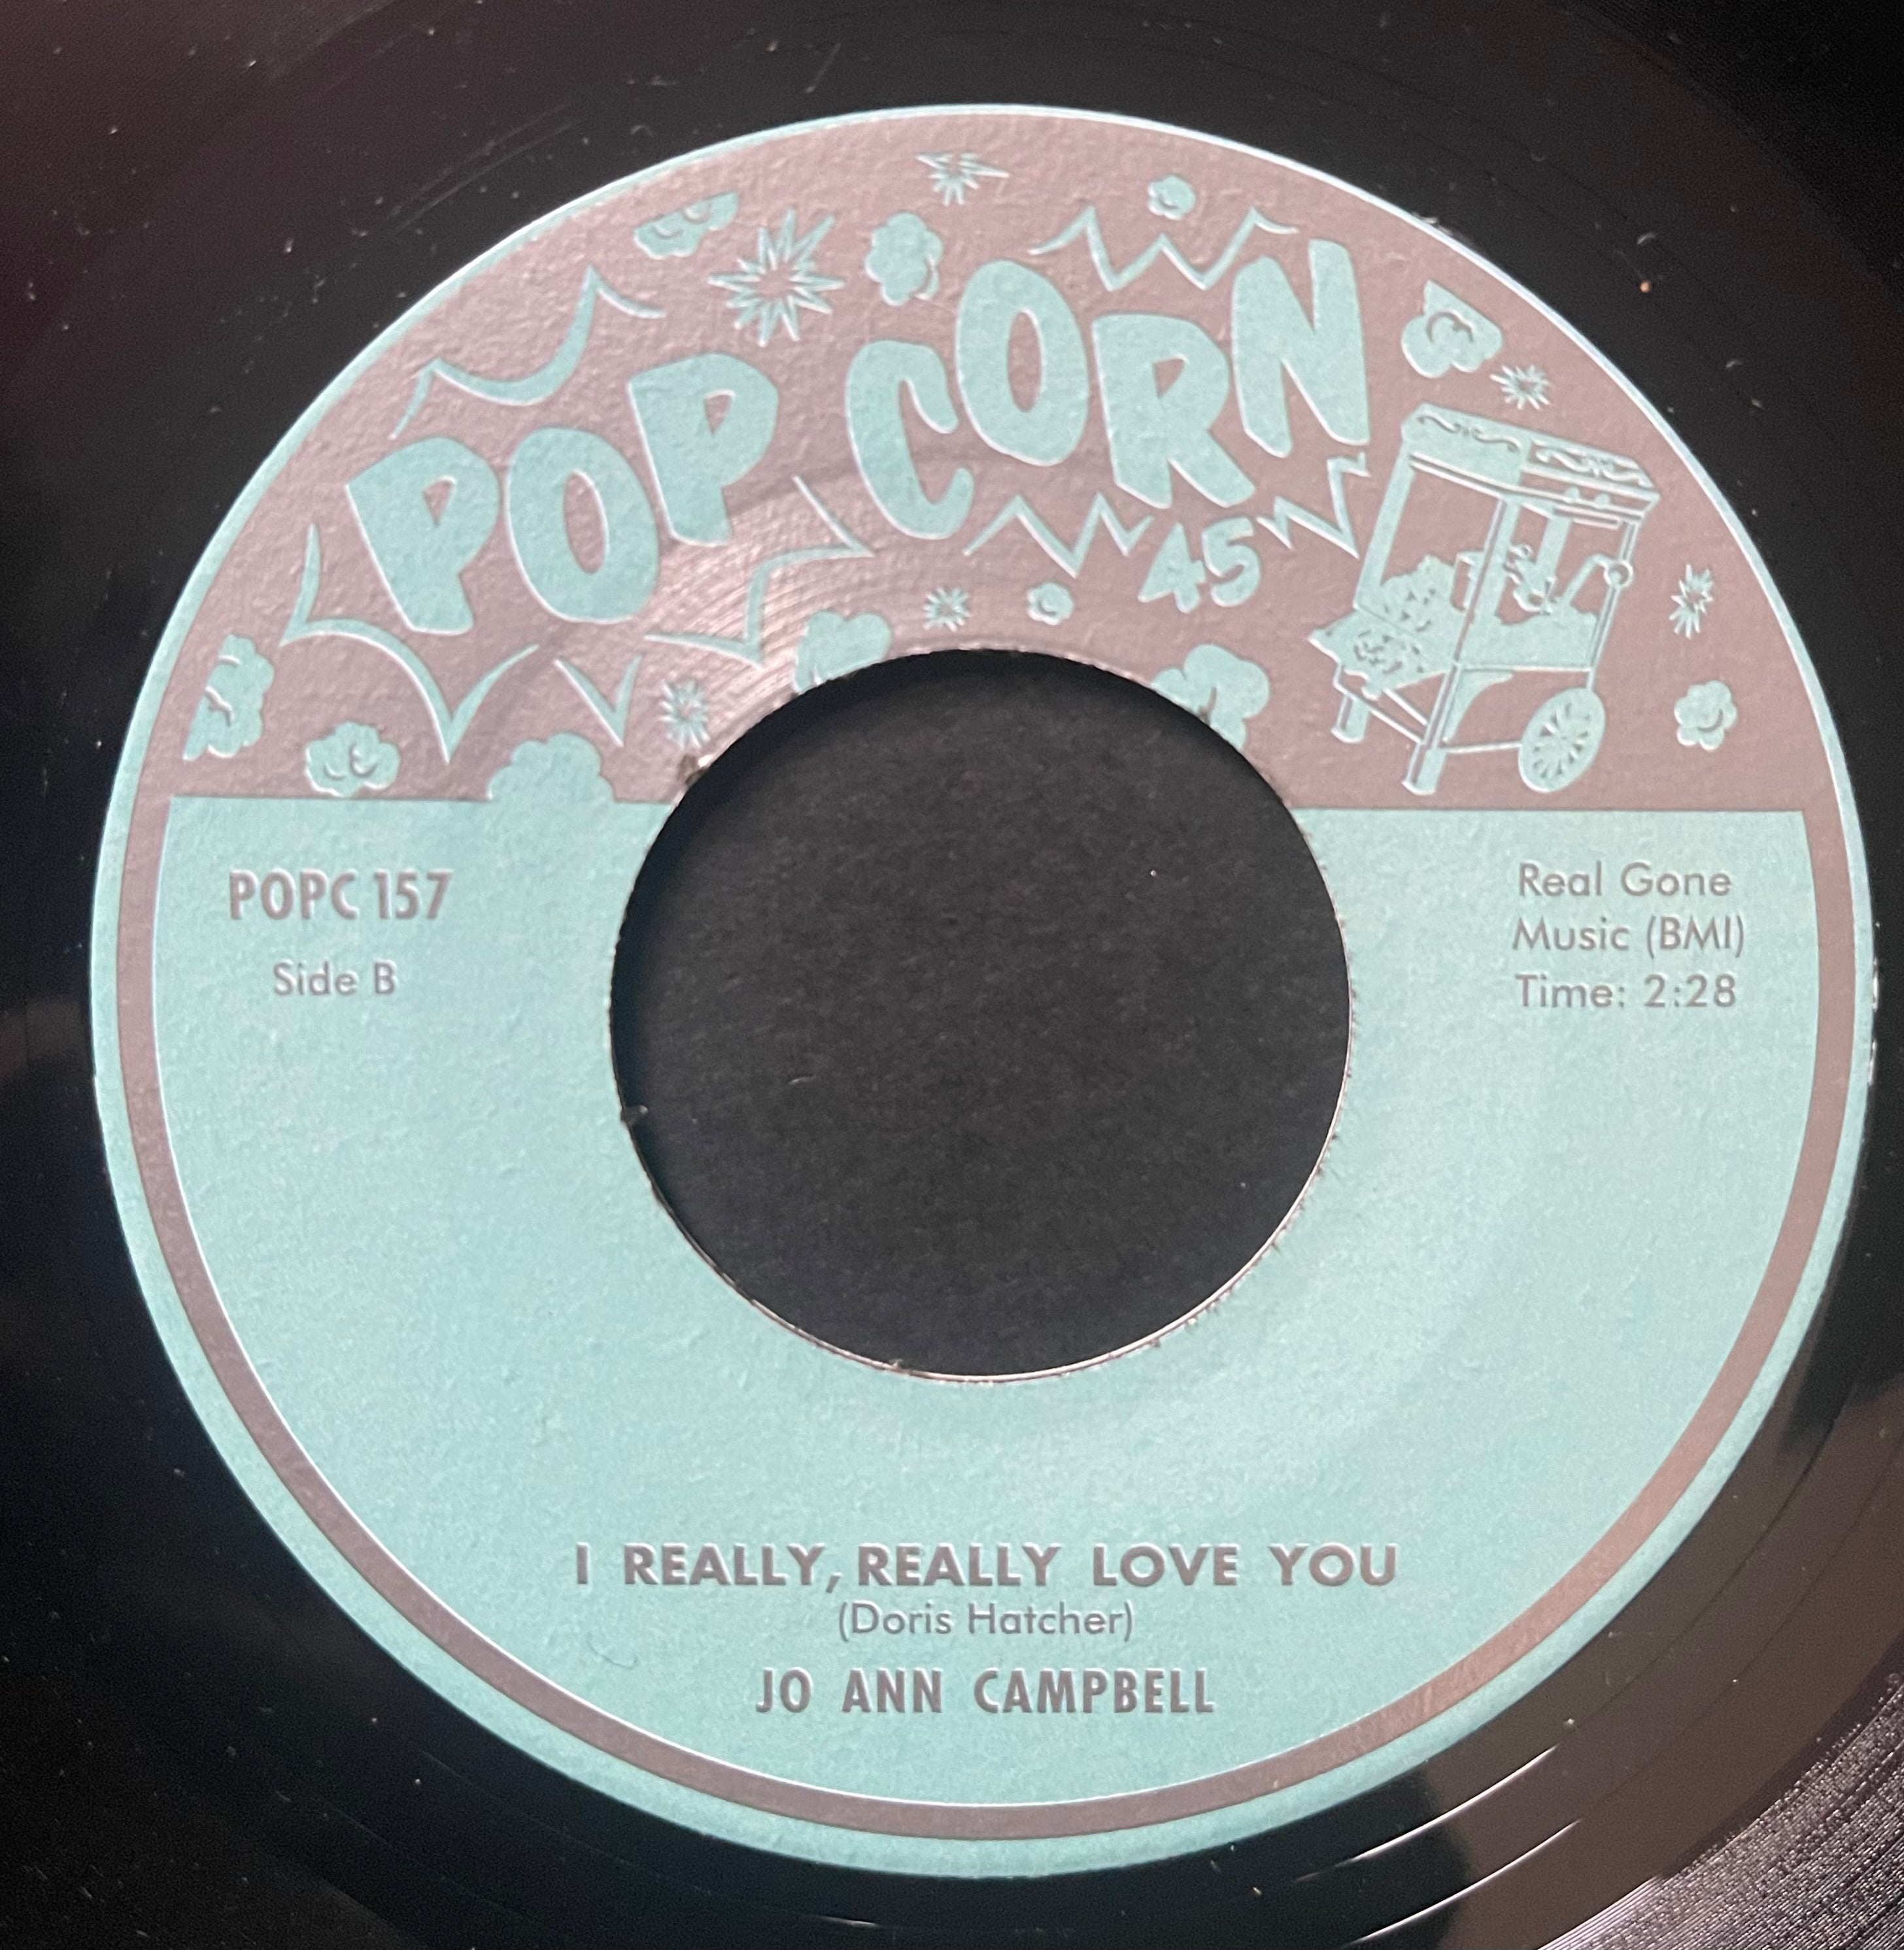 POP CORN
45
POPC 157
Side B
Real Gone
Music (BMI)
Time: 2:28
I REALLY, REALLY LOVE YOU
(Doris Hatcher)
JO ANN CAMPBELL